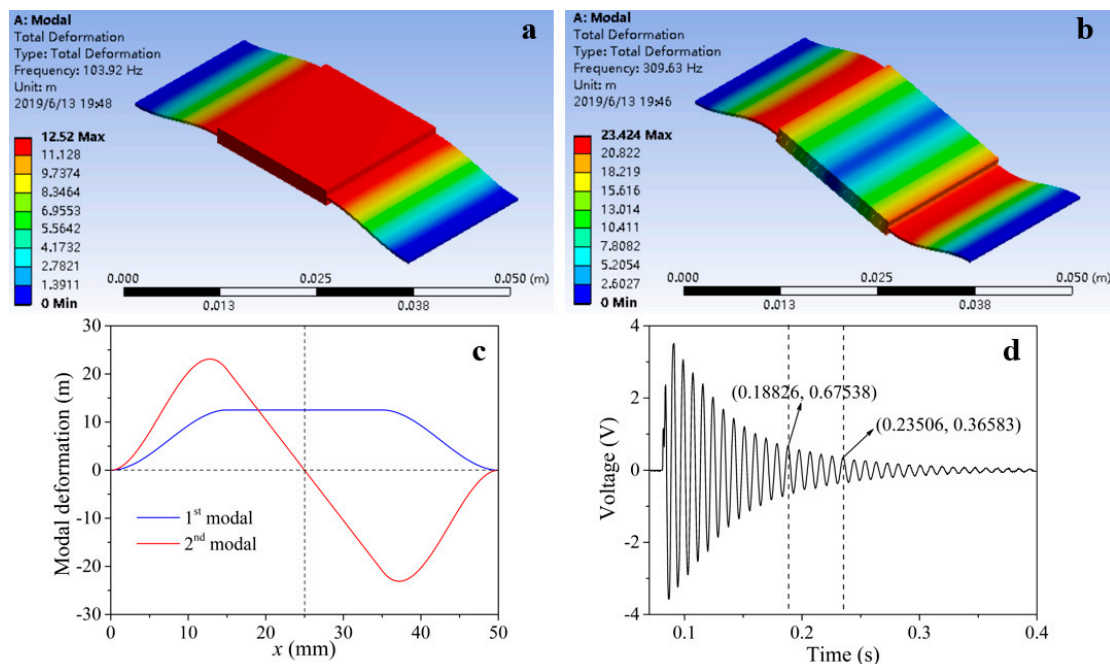 A: Modal
Total Deformation
Type: Total Deformation
Frequency: 103.92 Hz
Unit: m
2019/6/13 19:48
a
12.52 Max
11.128
9.7374
8.3464
6.9553
5.5642
4.1732
2.7821
1.3911
0 Min
0.000 0.025 0.050 (m)
0.013 0.038
A: Modal
Total Deformation
Type: Total Deformation
Frequency: 309.63 Hz
Unit: m
2019/6/13 19:46
b
23.424 Max
20.822
18.219
15.616
13.014
10.411
7.8082
5.2054
2.6027
0 Min
0.000 0.025 0.050 (m)
0.013 0.038
c
Modal deformation (m)
30
20
10
0
-10
-20
-30
1st modal
2nd modal
0 10 20 30 40 50
x (mm)
d
Voltage (V)
4
2
0
-2
-4
(0.18826, 0.67538)
(0.23506, 0.36583)
0.1 0.2 0.3 0.4
Time (s)